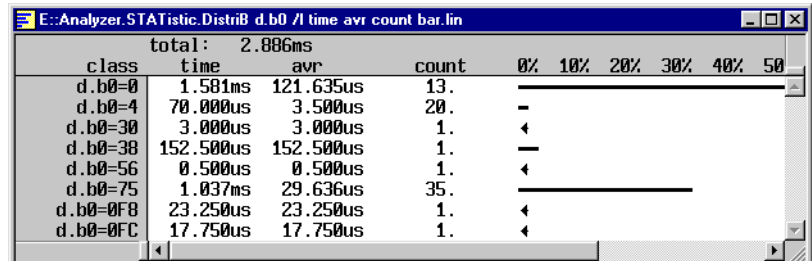 E::Analyzer.STATistic.DistriB d.b0 /l time avr count bar.lin
total: 2.886ms
class time avr count 0% 10% 20% 30% 40% 50
d.b0=0 1.581ms 121.635us 13.
d.b0=4 70.000us 3.500us 20.
d.b0=30 3.000us 3.000us 1.
d.b0=38 152.500us 152.500us 1.
d.b0=56 0.500us 0.500us 1.
d.b0=75 1.037ms 29.636us 35.
d.b0=0F8 23.250us 23.250us 1.
d.b0=0FC 17.750us 17.750us 1.